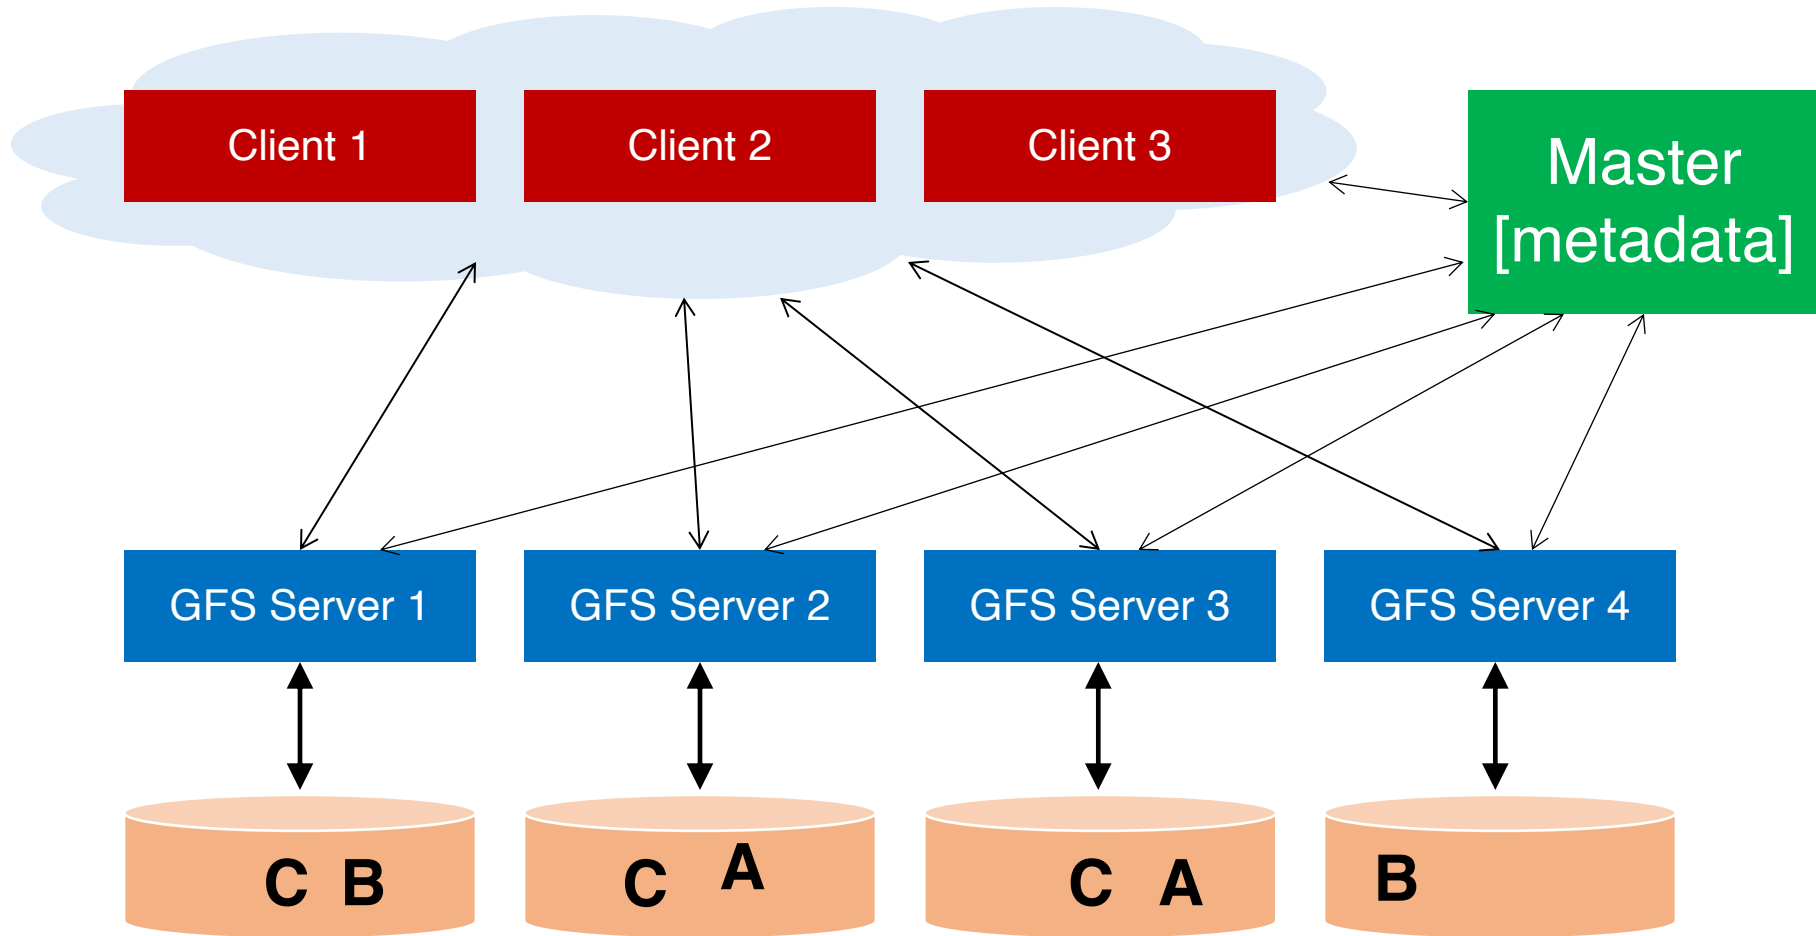 Client 1
Client 2
Client 3
Master
[metadata]
GFS Server 1
GFS Server 2
GFS Server 3
GFS Server 4
C B
C A
C A
B